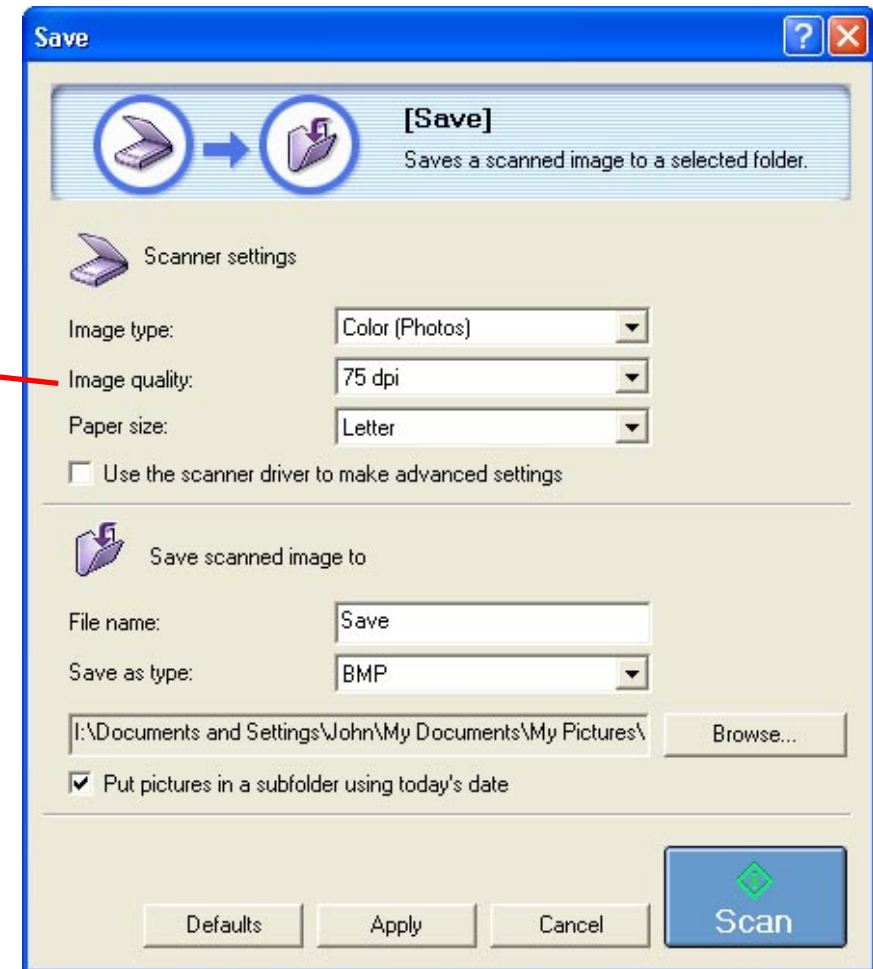 Save
[Save]
Saves a scanned image to a selected folder.
Scanner settings
Image type: Color (Photos)
Image quality: 75 dpi
Paper size: Letter
Use the scanner driver to make advanced settings
Save scanned image to
File name: Save
Save as type: BMP
I:\Documents and Settings\John\My Documents\My Pictures\ Browse...
Put pictures in a subfolder using today's date
Defaults Apply Cancel Scan